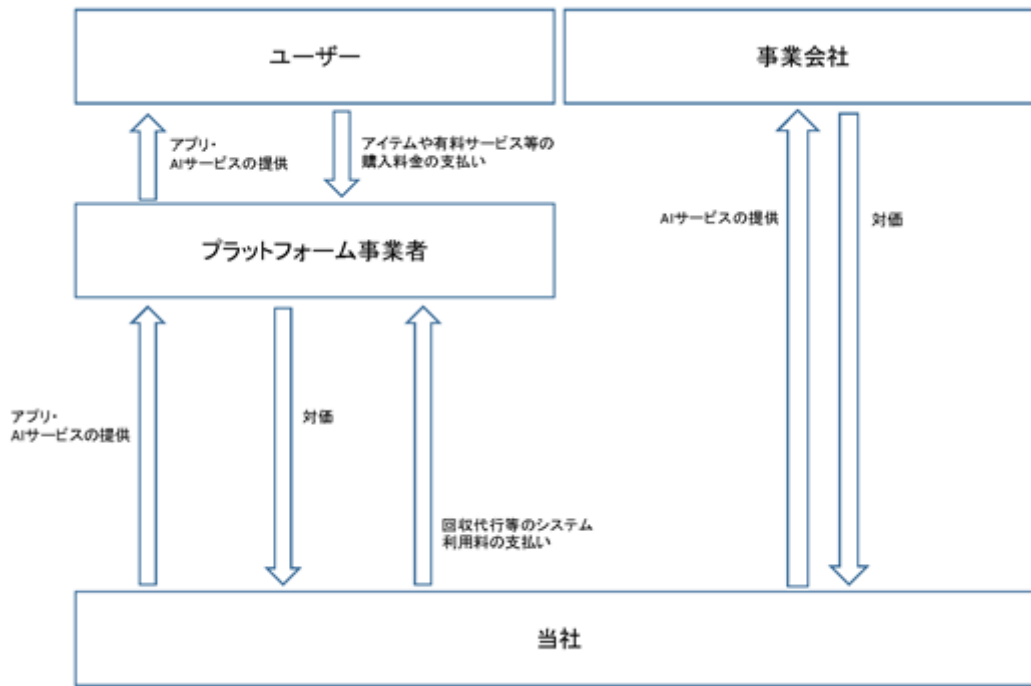 ユーザー
事業会社
アプリ・
AIサービスの提供
アイテムや有料サービス等の
購入料金の支払い
プラットフォーム事業者
AIサービスの提供
対価
アプリ・
AIサービスの提供
対価
回収代行等のシステム
利用料の支払い
当社